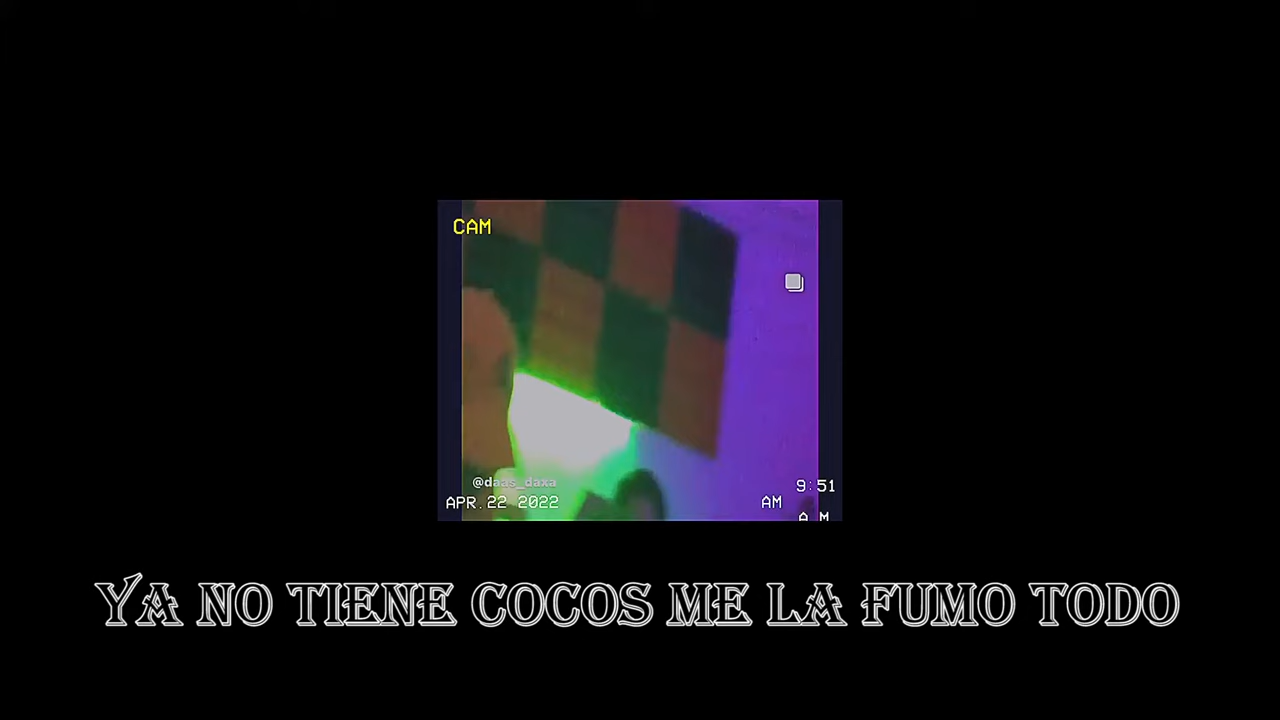 CAM
@daas_daxa
9:51
APR.22 2022
AM
A M
YA NO TIENE COCOS ME LA FUMO TODO